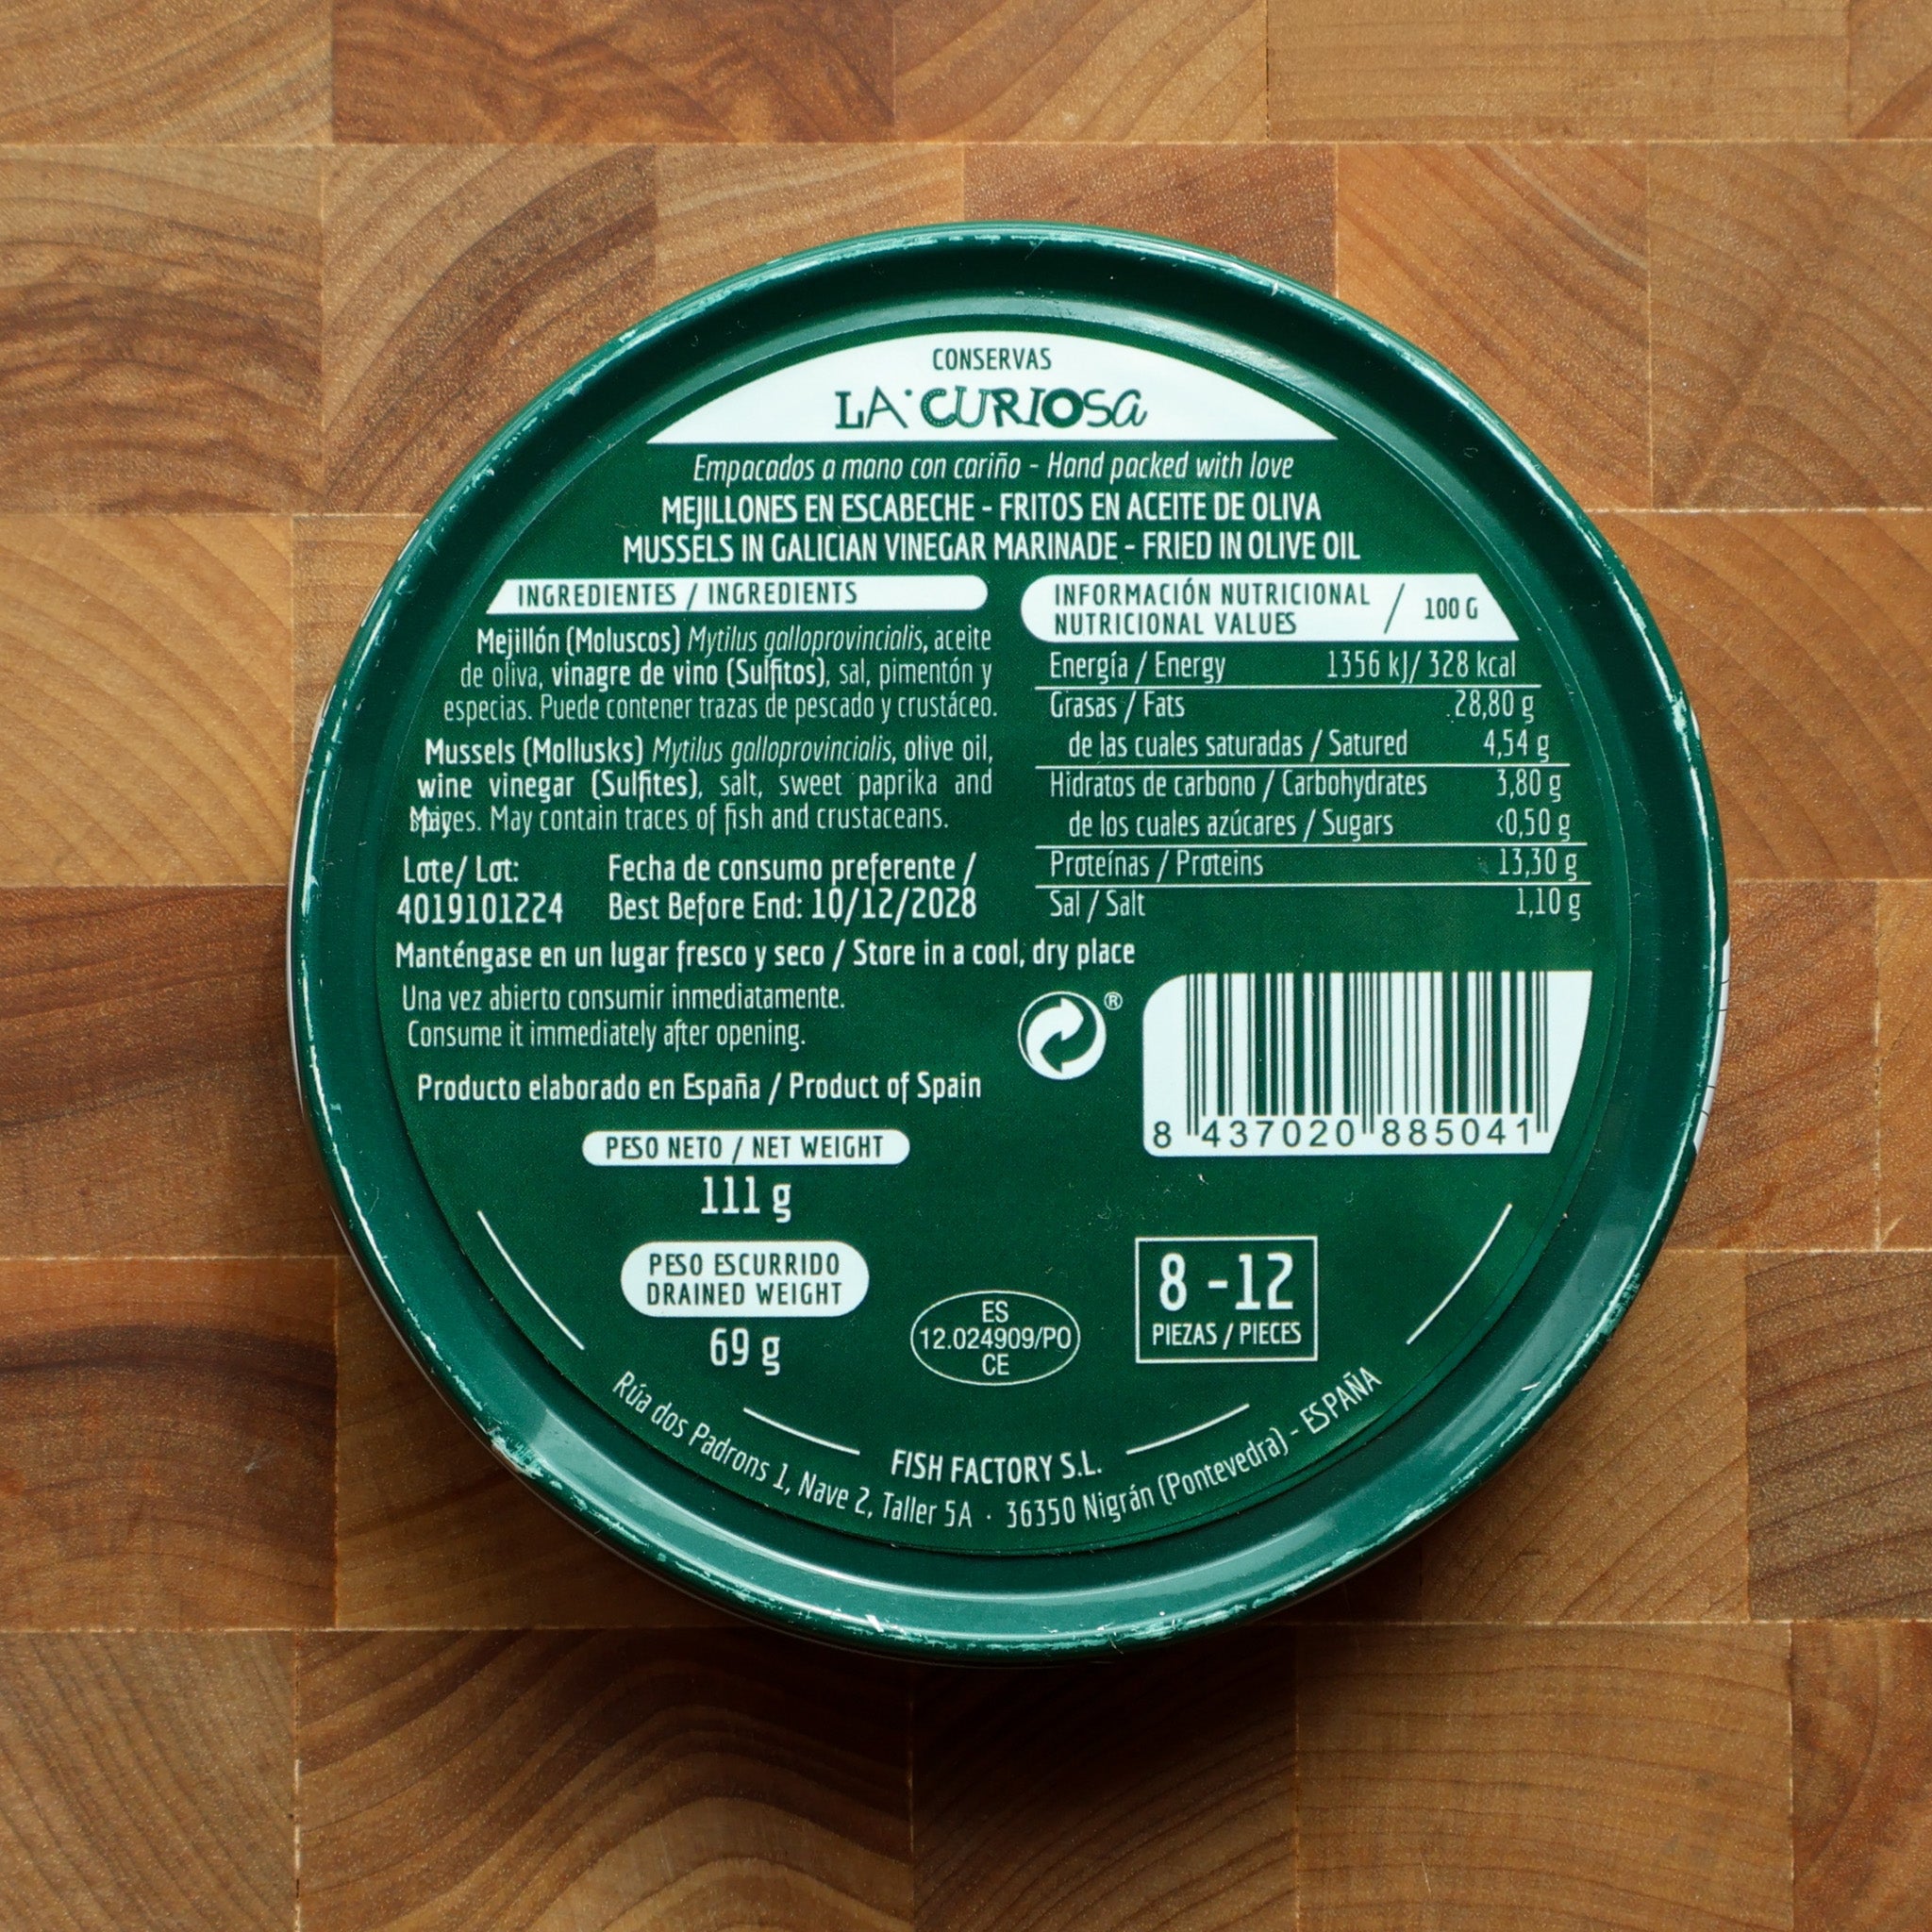 CONSERVAS
LA·CURIOSA
Empacados a mano con cariño - Hand packed with love
MEJILLONES EN ESCABECHE - FRITOS EN ACEITE DE OLIVA
MUSSELS IN GALICIAN VINEGAR MARINADE - FRIED IN OLIVE OIL
INGREDIENTES / INGREDIENTS
Mejillón (Moluscos) Mytilus galloprovincialis, aceite
de oliva, vinagre de vino (Sulfitos), sal, pimentón y
especias. Puede contener trazas de pescado y crustáceo.
Mussels (Mollusks) Mytilus galloprovincialis, olive oil,
wine vinegar (Sulfites), salt, sweet paprika and
May contain traces of fish and crustaceans.
Lote/ Lot:
4019101224
Fecha de consumo preferente /
Best Before End: 10/12/2028
Manténgase en un lugar fresco y seco / Store in a cool, dry place
Una vez abierto consumir inmediatamente.
Consume it immediately after opening.
Producto elaborado en España / Product of Spain
INFORMACIÓN NUTRICIONAL / 100 G
NUTRICIONAL VALUES
Energía / Energy 1356 kJ/ 328 kcal
Grasas / Fats 28,80 g
de las cuales saturadas / Satured 4,54 g
Hidratos de carbono / Carbohydrates 3,80 g
de los cuales azúcares / Sugars <0,50 g
Proteínas / Proteins 13,30 g
Sal / Salt 1,10 g
®
8 437020 885041
PESO NETO / NET WEIGHT
111 g
PESO ESCURRIDO
DRAINED WEIGHT
69 g
ES
12.024909/PO
CE
8 -12
PIEZAS / PIECES
FISH FACTORY S.L.
Rúa dos Padrons 1, Nave 2, Taller 5A · 36350 Nigrán (Pontevedra) - ESPAÑA